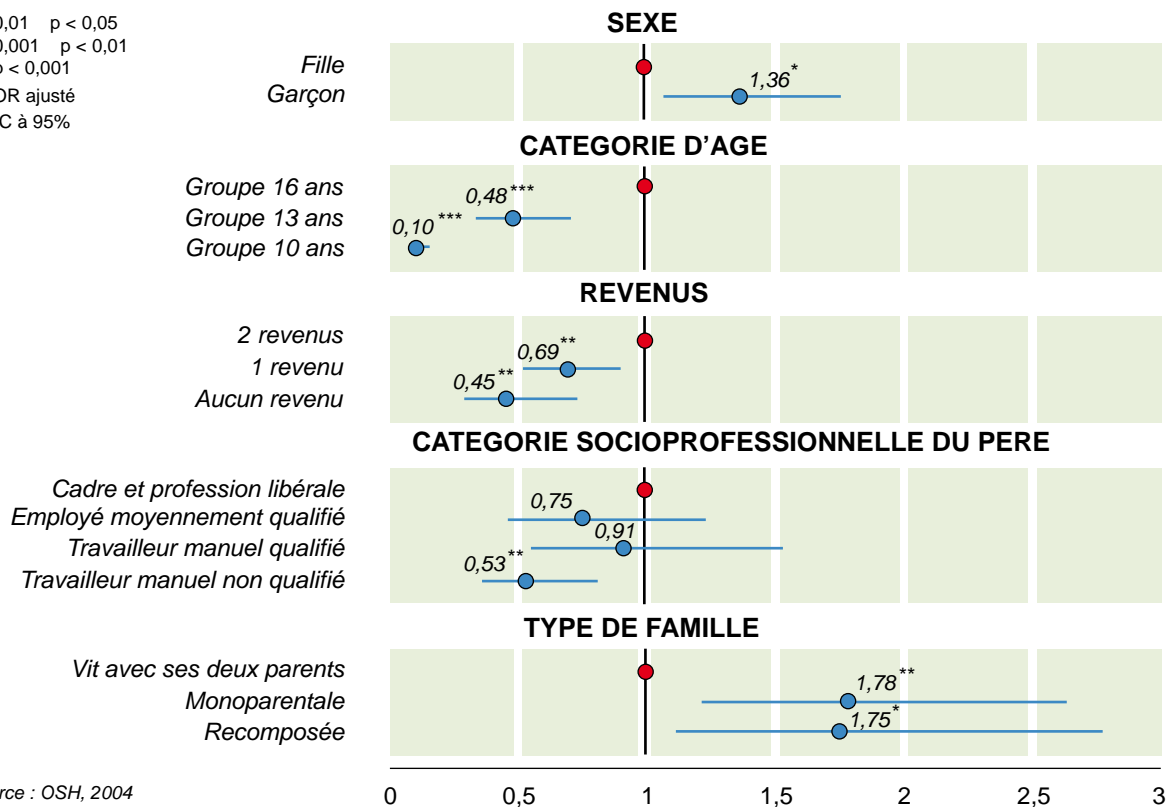 0,01 p < 0,05
0,001 p < 0,01
p < 0,001
OR ajusté
IC à 95%
SEXE
Fille
Garçon
1,36*
CATEGORIE D'AGE
Groupe 16 ans
Groupe 13 ans
0,48***
Groupe 10 ans
0,10***
REVENUS
2 revenus
1 revenu
0,69**
Aucun revenu
0,45**
CATEGORIE SOCIOPROFESSIONNELLE DU PERE
Cadre et profession libérale
Employé moyennement qualifié
0,75
Travailleur manuel qualifié
0,91
Travailleur manuel non qualifié
0,53**
TYPE DE FAMILLE
Vit avec ses deux parents
Monoparentale
1,78**
Recomposée
1,75*
0 0,5 1 1,5 2 2,5 3
rce : OSH, 2004